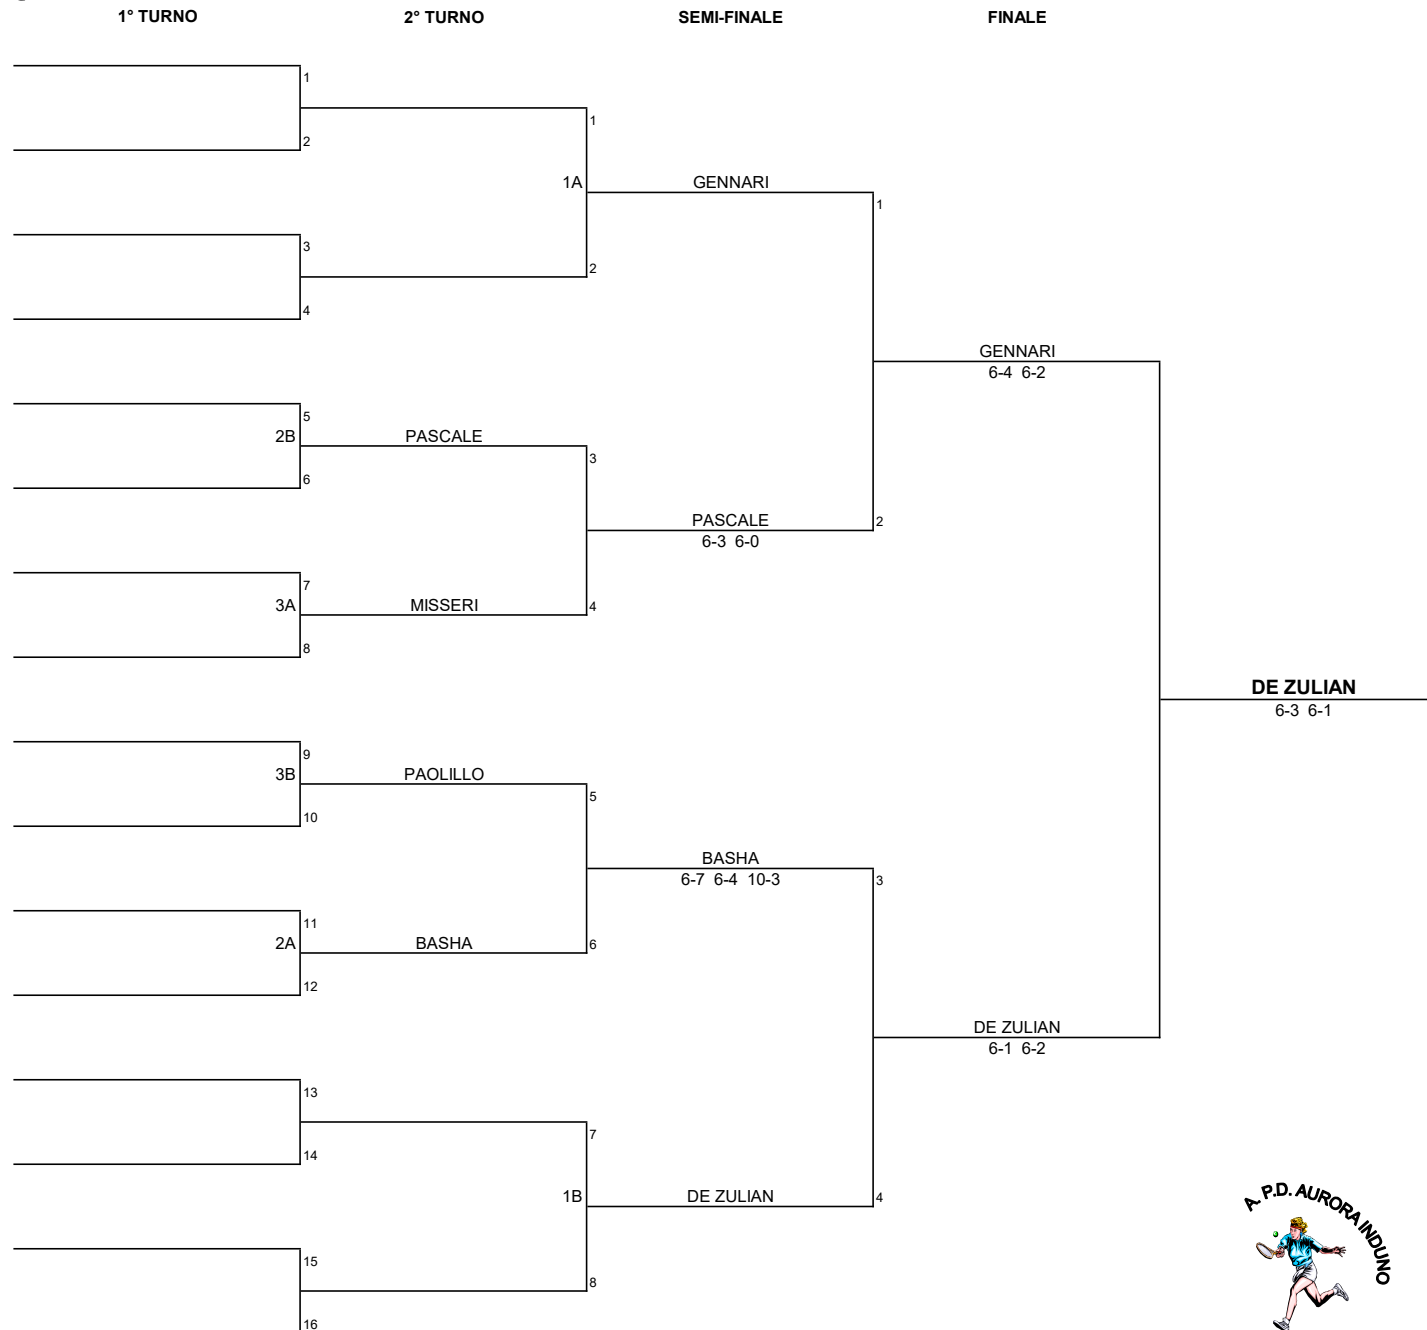 1° TURNO 2° TURNO SEMI-FINALE FINALE
1
1
2
1A GENNARI
1
3
2
4
GENNARI
6-4 6-2
5
2B PASCALE
3
6
PASCALE 2
6-3 6-0
7
3A MISSERI 4
8
DE ZULIAN
6-3 6-1
9
3B PAOLILLO
5
10
BASHA
6-7 6-4 10-3 3
11
2A BASHA 6
12
DE ZULIAN
6-1 6-2
13
7
14
1B DE ZULIAN 4
A. P.D. AURORA INDUNO
15
8
16